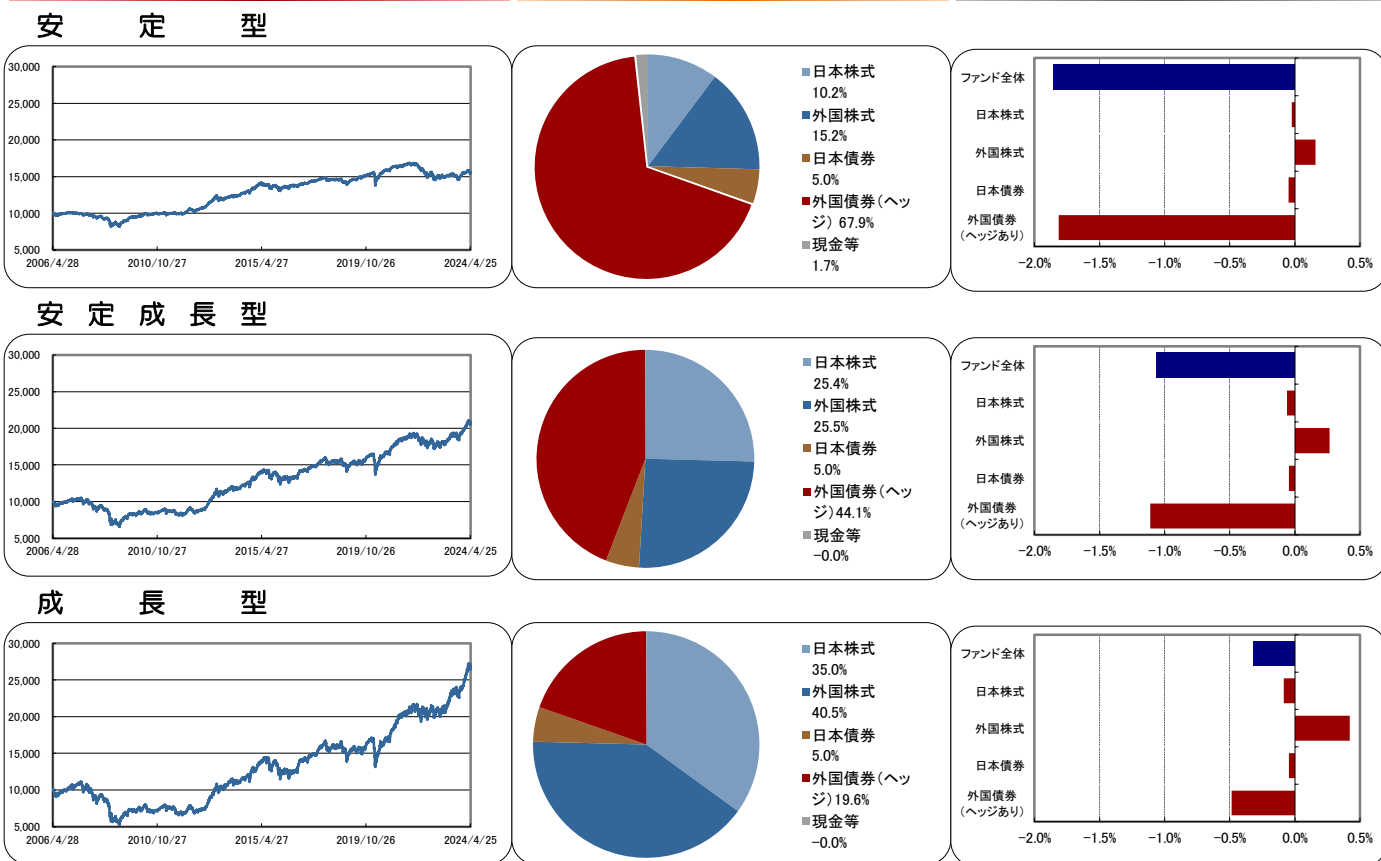 安定型
30,000
25,000
20,000
15,000
10,000
5,000
2006/4/28 2010/10/27 2015/4/27 2019/10/26 2024/4/25
日本株式
10.2%
外国株式
15.2%
日本債券
5.0%
外国債券(ヘッ
ジ) 67.9%
現金等
1.7%
ファンド全体
日本株式
外国株式
日本債券
外国債券
(ヘッジあり)
-2.0% -1.5% -1.0% -0.5% 0.0% 0.5%
安定成長型
30,000
25,000
20,000
15,000
10,000
5,000
2006/4/28 2010/10/27 2015/4/27 2019/10/26 2024/4/25
日本株式
25.4%
外国株式
25.5%
日本債券
5.0%
外国債券(ヘッ
ジ)44.1%
現金等
-0.0%
ファンド全体
日本株式
外国株式
日本債券
外国債券
(ヘッジあり)
-2.0% -1.5% -1.0% -0.5% 0.0% 0.5%
成長型
30,000
25,000
20,000
15,000
10,000
5,000
2006/4/28 2010/10/27 2015/4/27 2019/10/26 2024/4/25
日本株式
35.0%
外国株式
40.5%
日本債券
5.0%
外国債券(ヘッ
ジ)19.6%
現金等
-0.0%
ファンド全体
日本株式
外国株式
日本債券
外国債券
(ヘッジあり)
-2.0% -1.5% -1.0% -0.5% 0.0% 0.5%